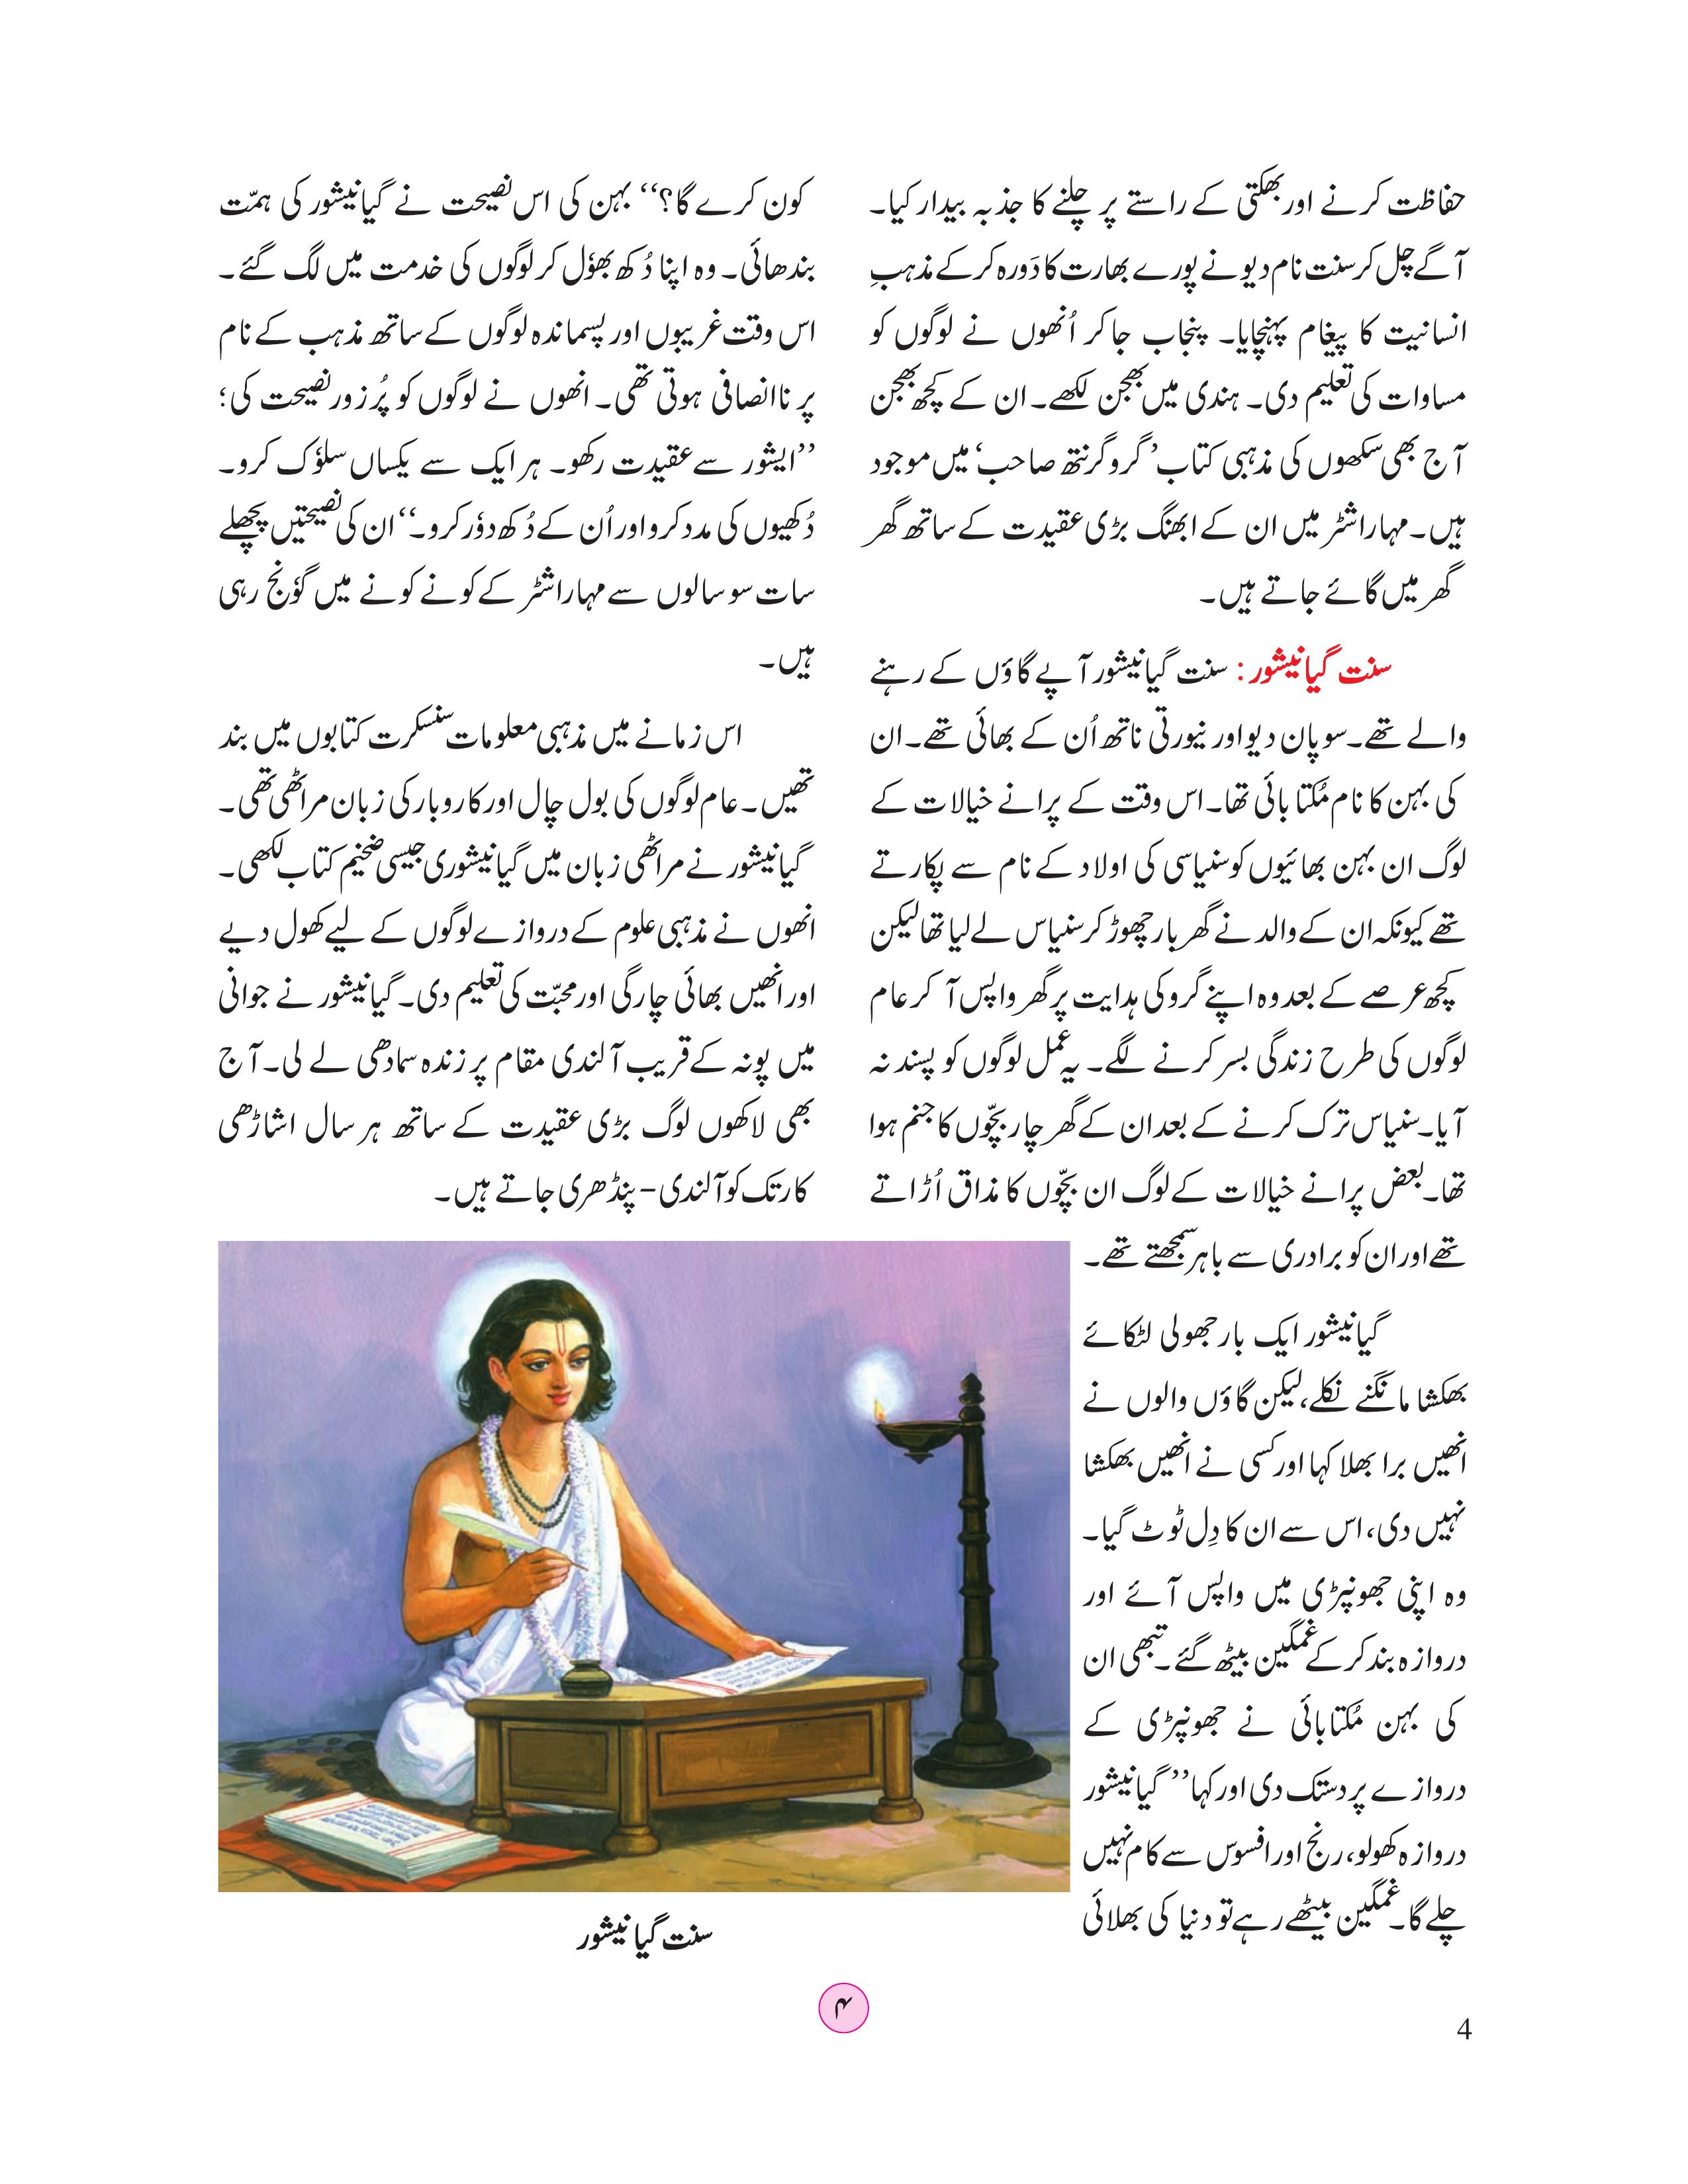 حفاظت کرنے اور بھکتی کے راستے پر چلنے کا جذبہ بیدار کیا۔
آگے چل کر سنت نام دیو نے پورے بھارت کا دَورہ کرکے مذہبِ
انسانیت کا پیغام پہنچایا۔ پنجاب جا کر اُنھوں نے لوگوں کو
مساوات کی تعلیم دی۔ ہندی میں بھجن لکھے۔ ان کے کچھ بھجن
آج بھی سکھوں کی مذہبی کتاب ’گرو گرنتھ صاحب‘ میں موجود
ہیں۔ مہاراشٹر میں ان کے ابھنگ بڑی عقیدت کے ساتھ گھر
گھر میں گائے جاتے ہیں۔
سنت گیانیشور : سنت گیانیشور آپے گاؤں کے رہنے
والے تھے۔ سوپان دیو اور نیورتی ناتھ اُن کے بھائی تھے۔ ان
کی بہن کا نام مُکتا بائی تھا۔ اس وقت کے پرانے خیالات کے
لوگ ان بہن بھائیوں کو سنیاسی کی اولاد کے نام سے پکارتے
تھے کیونکہ ان کے والد نے گھر بار چھوڑ کر سنیاس لے لیا تھا لیکن
کچھ عرصے کے بعد وہ اپنے گرو کی ہدایت پر گھر واپس آ کر عام
لوگوں کی طرح زندگی بسر کرنے لگے۔ یہ عمل لوگوں کو پسند نہ
آیا۔ سنیاس ترک کرنے کے بعد ان کے گھر چار بچّوں کا جنم ہوا
تھا۔ بعض پرانے خیالات کے لوگ ان بچّوں کا مذاق اُڑاتے
تھے اور ان کو برادری سے باہر سمجھتے تھے۔
گیانیشور ایک بار جھولی لٹکائے
بھکشا مانگنے نکلے، لیکن گاؤں والوں نے
انھیں برا بھلا کہا اور کسی نے انھیں بھکشا
نہیں دی، اس سے ان کا دِل ٹوٹ گیا۔
وہ اپنی جھونپڑی میں واپس آئے اور
دروازہ بند کر کے غمگین بیٹھ گئے۔ تبھی ان
کی بہن مُکتابائی نے جھونپڑی کے
دروازے پر دستک دی اور کہا ’’گیانیشور
دروازہ کھولو، رنج اور افسوس سے کام نہیں
چلے گا۔ غمگین بیٹھے رہے تو دنیا کی بھلائی
کون کرے گا؟‘‘ بہن کی اس نصیحت نے گیانیشور کی ہمّت
بندھائی۔ وہ اپنا دُکھ بھوٗل کر لوگوں کی خدمت میں لگ گئے۔
اس وقت غریبوں اور پسماندہ لوگوں کے ساتھ مذہب کے نام
پر ناانصافی ہوتی تھی۔ انھوں نے لوگوں کو پُرزور نصیحت کی؛
’’ایشور سے عقیدت رکھو۔ ہر ایک سے یکساں سلوٗک کرو۔
دُکھیوں کی مدد کرو اور اُن کے دُکھ دوٗر کرو۔‘‘ ان کی نصیحتیں پچھلے
سات سو سالوں سے مہاراشٹر کے کونے کونے میں گوٗنج رہی
ہیں۔
اس زمانے میں مذہبی معلومات سنسکرت کتابوں میں بند
تھیں۔ عام لوگوں کی بول چال اور کاروبار کی زبان مراٹھی تھی۔
گیانیشور نے مراٹھی زبان میں گیانیشوری جیسی ضخیم کتاب لکھی۔
انھوں نے مذہبی علوم کے دروازے لوگوں کے لیے کھول دیے
اور انھیں بھائی چارگی اور محبّت کی تعلیم دی۔ گیانیشور نے جوانی
میں پونہ کے قریب آلندی مقام پر زندہ سمادھی لے لی۔ آج
بھی لاکھوں لوگ بڑی عقیدت کے ساتھ ہر سال اشاڑھی
کارتک کو آلندی – پنڈھری جاتے ہیں۔
سنت گیانیشور
۴
4